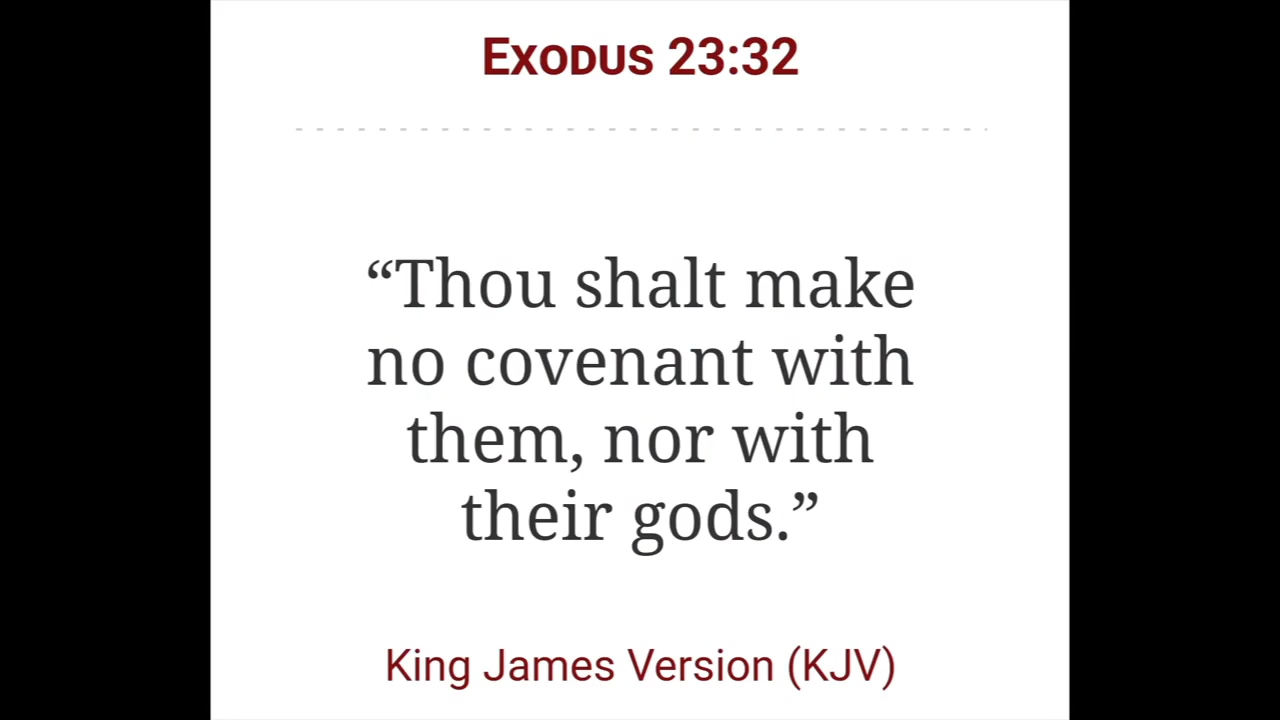 Exodus 23:32
“Thou shalt make
no covenant with
them, nor with
their gods.”
King James Version (KJV)